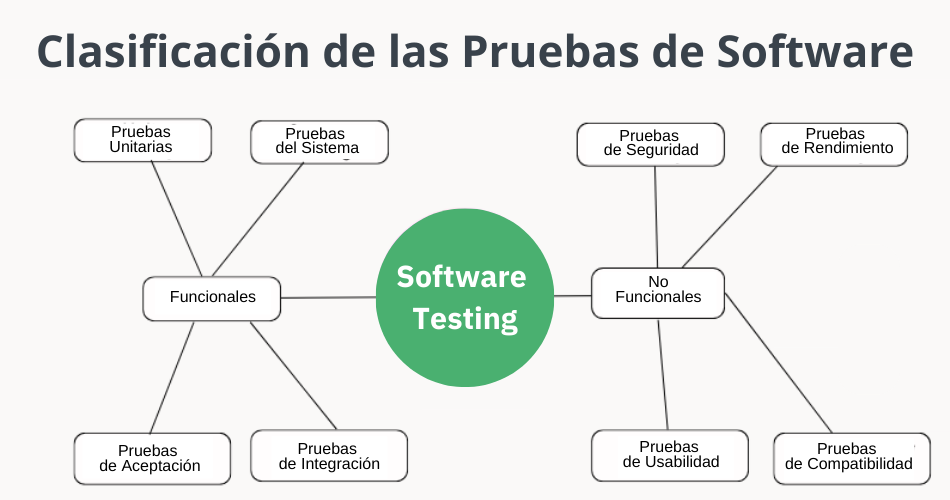 Clasificación de las Pruebas de Software
Pruebas
Unitarias
Pruebas
del Sistema
Pruebas
de Seguridad
Pruebas
de Rendimiento
Funcionales
Software
Testing
No
Funcionales
Pruebas
de Aceptación
Pruebas
de Integración
Pruebas
de Usabilidad
Pruebas
de Compatibilidad